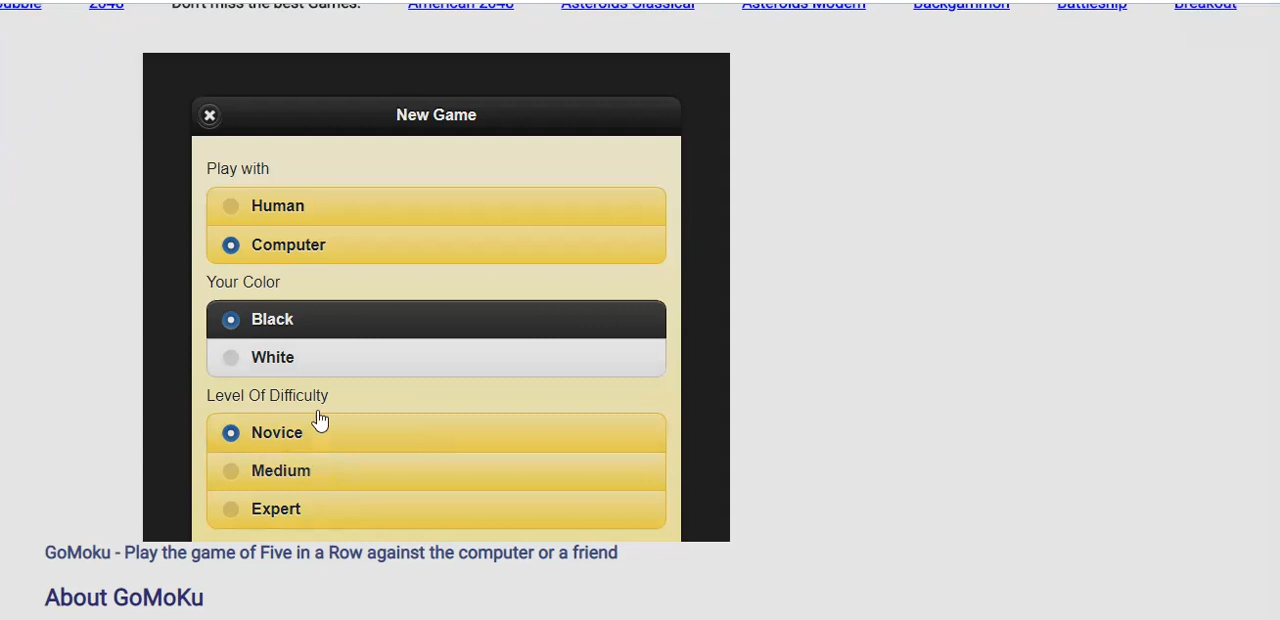 Bubble 2048 Don't miss the best Games: American 2048 Asteroids Classical Asteroids Modern Backgammon Battleship Breakout
New Game
Play with
Human
Computer
Your Color
Black
White
Level Of Difficulty
Novice
Medium
Expert
GoMoku - Play the game of Five in a Row against the computer or a friend
About GoMoKu